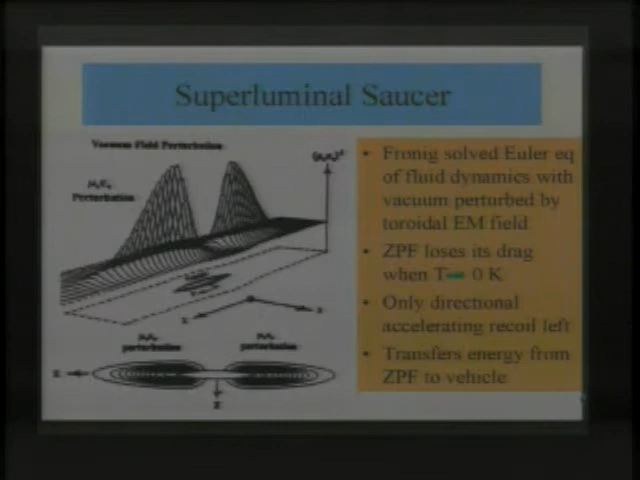 Superluminal Saucer
Vacuum Field Perturbation
Perturbation
• Fronig solved Euler eq
of fluid dynamics with
vacuum perturbed by
toroidal EM field
• ZPF loses its drag
when T→ 0 K
• Only directional
accelerating recoil left
• Transfers energy from
ZPF to vehicle
perturbation perturbation
X
Z